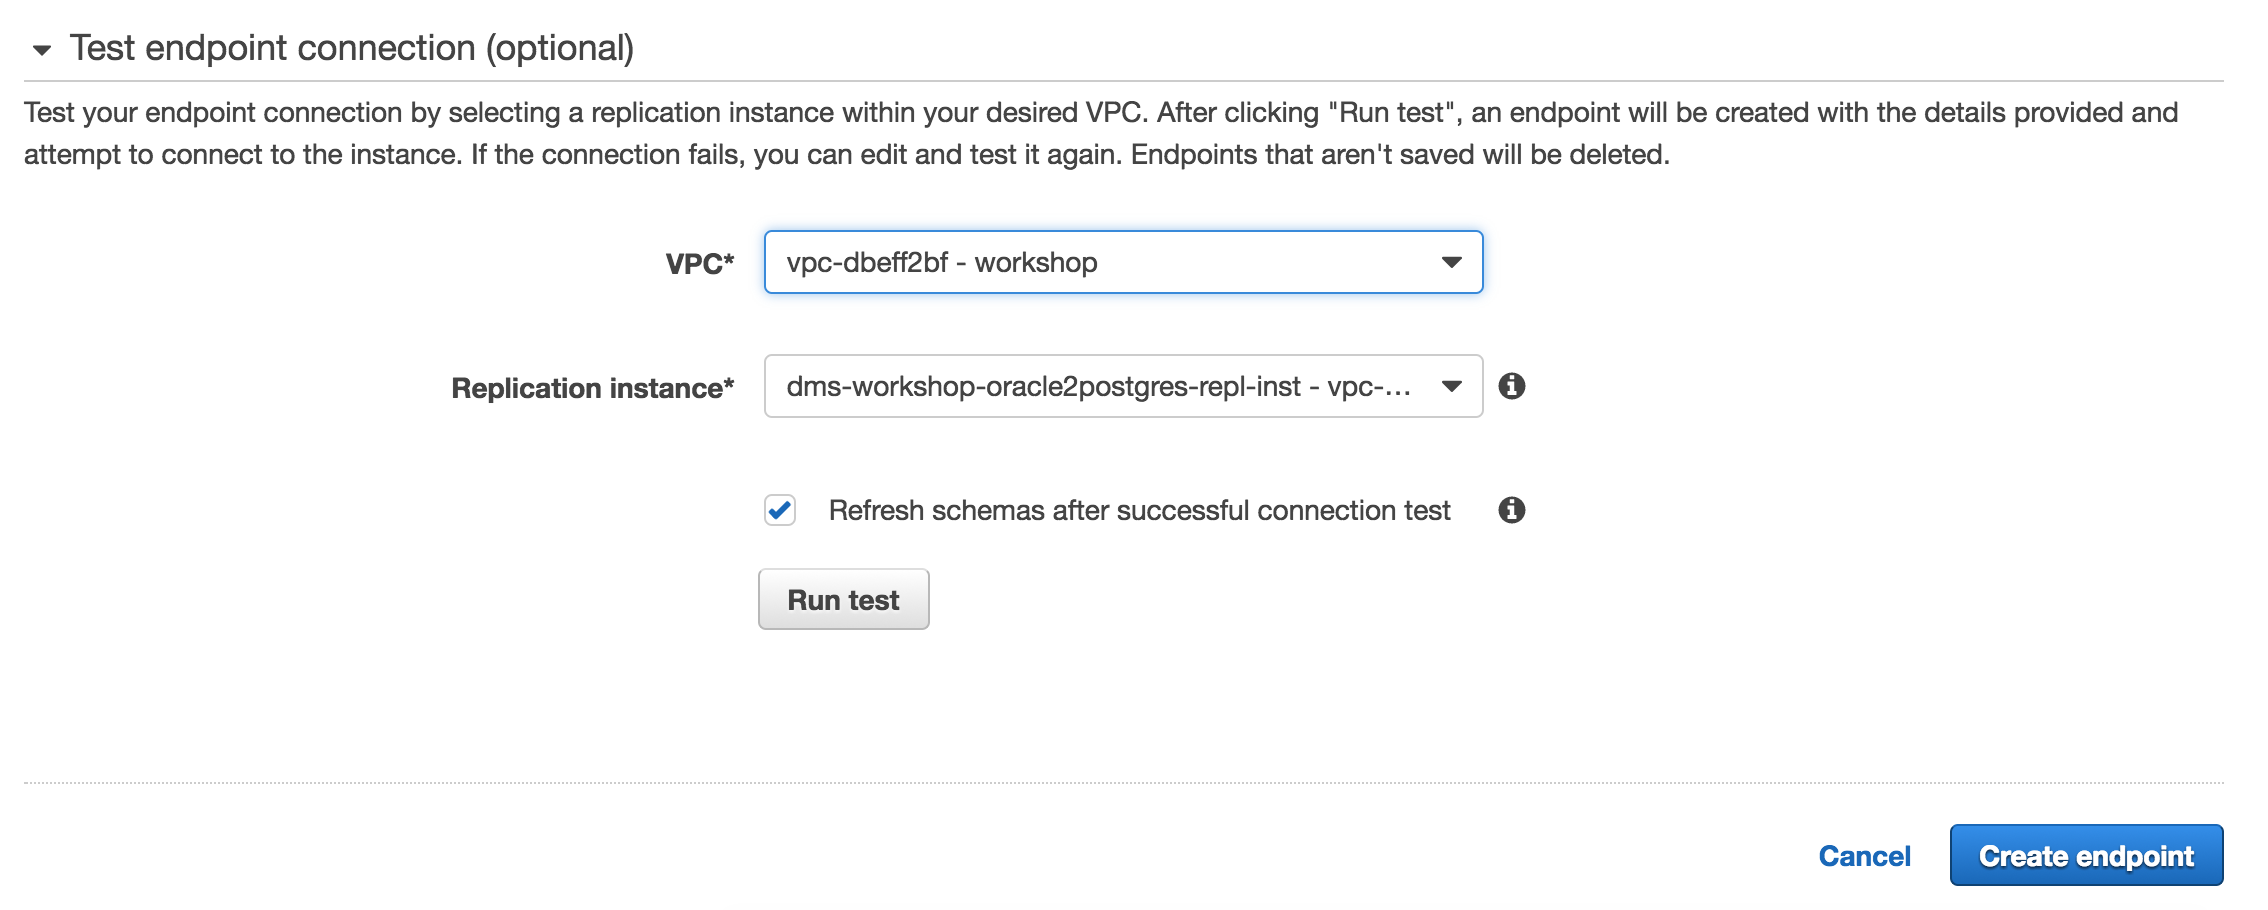 Test endpoint connection (optional)
Test your endpoint connection by selecting a replication instance within your desired VPC. After clicking "Run test", an endpoint will be created with the details provided and
attempt to connect to the instance. If the connection fails, you can edit and test it again. Endpoints that aren't saved will be deleted.
VPC* vpc-dbeff2bf - workshop
Replication instance* dms-workshop-oracle2postgres-repl-inst - vpc-...
Refresh schemas after successful connection test
Run test
Cancel Create endpoint